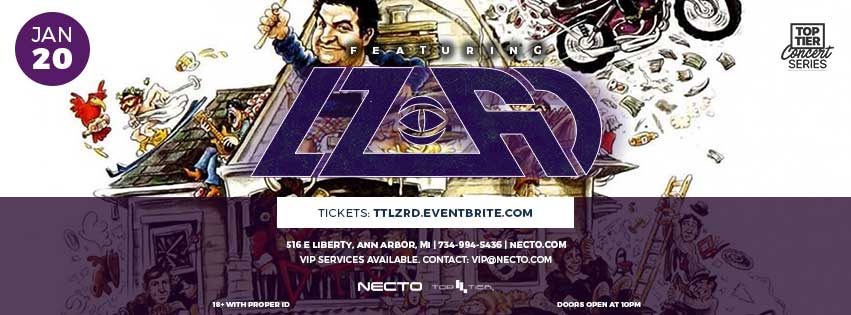 JAN
20
TOP
TIER
Concert
SERIES
FEATURING
LZRD
TICKETS: TTLZRD.EVENTBRITE.COM
516 E LIBERTY, ANN ARBOR, MI | 734-994-5436 | NECTO.COM
VIP SERVICES AVAILABLE. CONTACT: VIP@NECTO.COM
NECTO TOP TIER
18+ WITH PROPER ID
DOORS OPEN AT 10PM